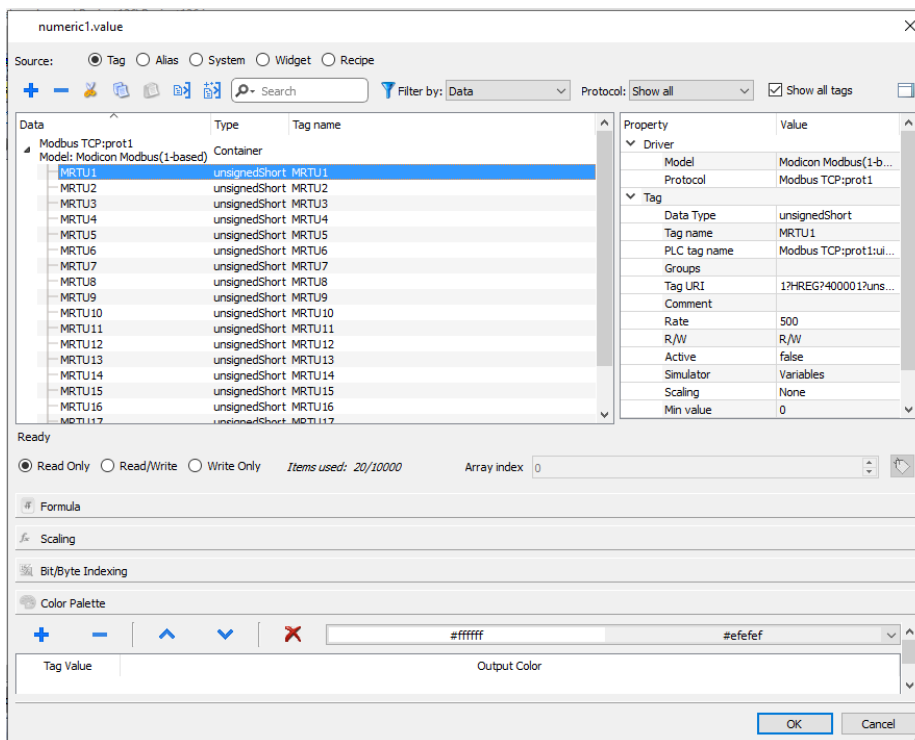 numeric1.value
Source: Tag Alias System Widget Recipe
Search Filter by: Data Protocol: Show all Show all tags
Data Type Tag name
Modbus TCP:prot1
Model: Modicon Modbus(1-based) Container
MRTU1 unsignedShort MRTU1
MRTU2 unsignedShort MRTU2
MRTU3 unsignedShort MRTU3
MRTU4 unsignedShort MRTU4
MRTU5 unsignedShort MRTU5
MRTU6 unsignedShort MRTU6
MRTU7 unsignedShort MRTU7
MRTU8 unsignedShort MRTU8
MRTU9 unsignedShort MRTU9
MRTU10 unsignedShort MRTU10
MRTU11 unsignedShort MRTU11
MRTU12 unsignedShort MRTU12
MRTU13 unsignedShort MRTU13
MRTU14 unsignedShort MRTU14
MRTU15 unsignedShort MRTU15
MRTU16 unsignedShort MRTU16
MRTU17 unsignedShort MRTU17
Property Value
Driver
Model Modicon Modbus(1-b...
Protocol Modbus TCP:prot1
Tag
Data Type unsignedShort
Tag name MRTU1
PLC tag name Modbus TCP:prot1:ui...
Groups
Tag URI 1?HREG?400001?uns...
Comment
Rate 500
R/W R/W
Active false
Simulator Variables
Scaling None
Min value 0
Ready
Read Only Read/Write Write Only Items used: 20/10000 Array index 0
Formula
Scaling
Bit/Byte Indexing
Color Palette
#ffffff #efefef
Tag Value Output Color
OK Cancel